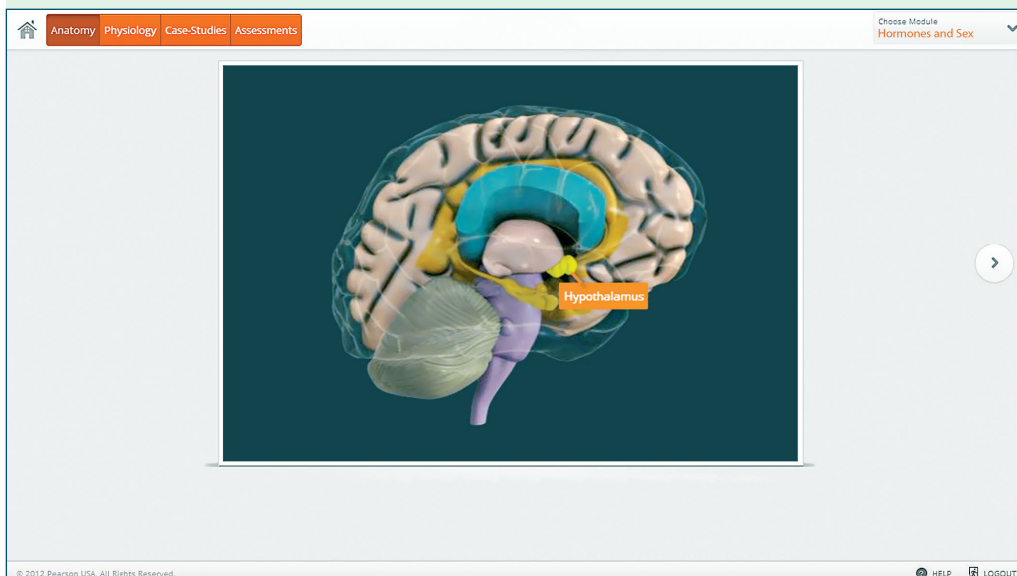 Anatomy Physiology Case-Studies Assessments
Choose Module
Hormones and Sex
Hypothalamus
© 2012 Pearson USA. All Rights Reserved.
HELP LOGOUT